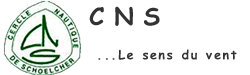 CERCLE
NAUTIQUE
DE SCHOELCHER
CNS
...Le sens du vent